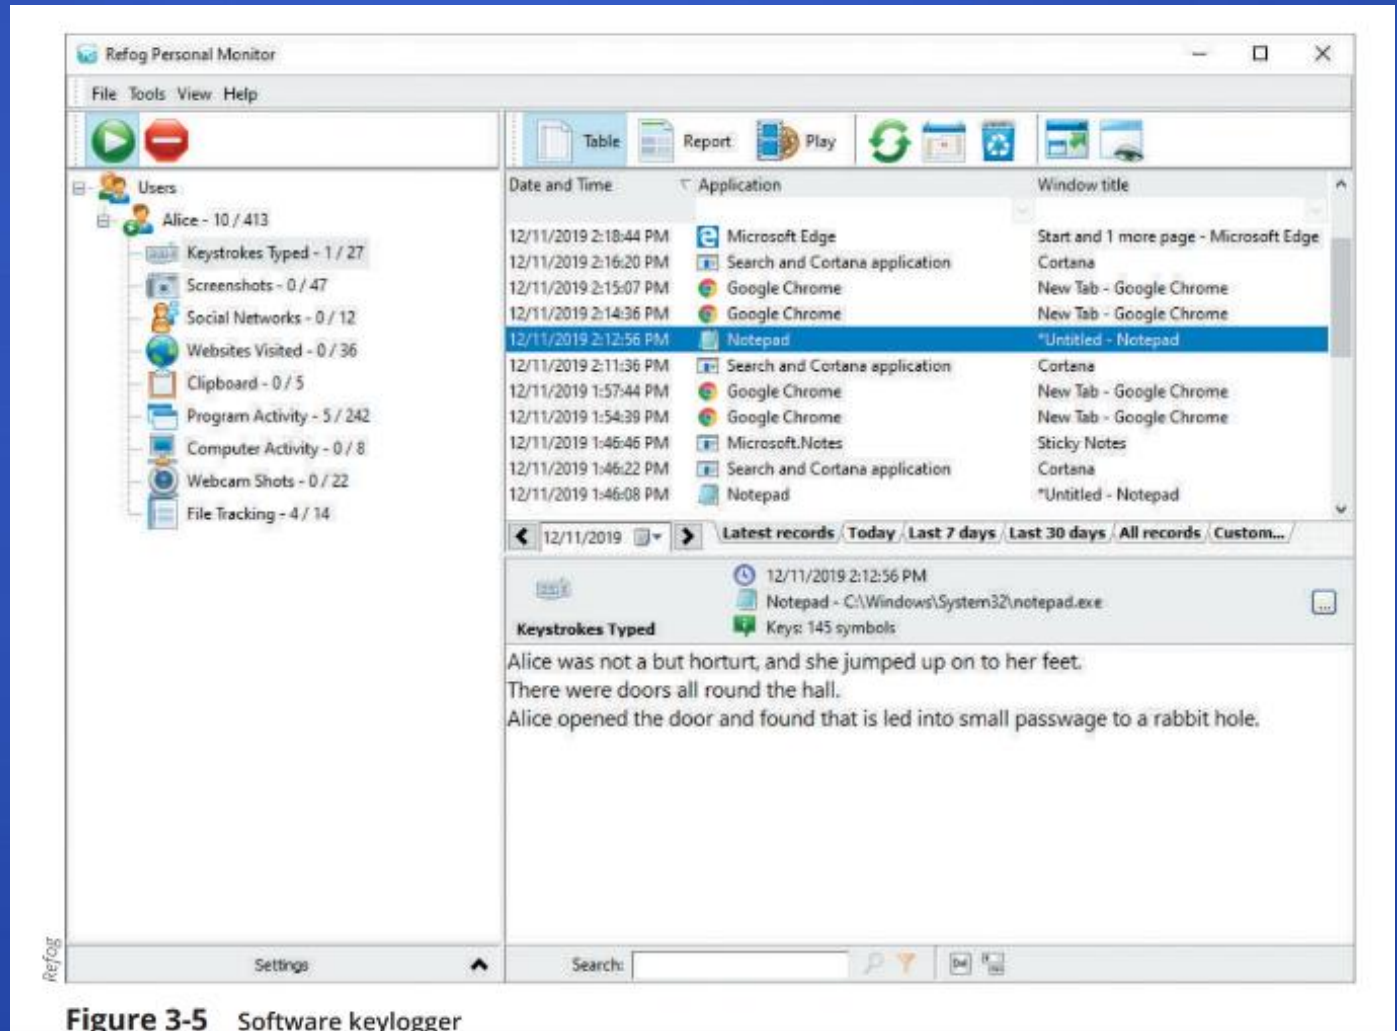 Refog Personal Monitor
File Tools View Help
Table Report Play
Users
Alice - 10 / 413
Keystrokes Typed - 1 / 27
Screenshots - 0 / 47
Social Networks - 0 / 12
Websites Visited - 0 / 36
Clipboard - 0 / 5
Program Activity - 5 / 242
Computer Activity - 0 / 8
Webcam Shots - 0 / 22
File Tracking - 4 / 14
Settings
Date and Time Application Window title
12/11/2019 2:18:44 PM Microsoft Edge Start and 1 more page - Microsoft Edge
12/11/2019 2:16:20 PM Search and Cortana application Cortana
12/11/2019 2:15:07 PM Google Chrome New Tab - Google Chrome
12/11/2019 2:14:36 PM Google Chrome New Tab - Google Chrome
12/11/2019 2:12:56 PM Notepad *Untitled - Notepad
12/11/2019 2:11:36 PM Search and Cortana application Cortana
12/11/2019 1:57:44 PM Google Chrome New Tab - Google Chrome
12/11/2019 1:54:39 PM Google Chrome New Tab - Google Chrome
12/11/2019 1:46:46 PM Microsoft.Notes Sticky Notes
12/11/2019 1:46:22 PM Search and Cortana application Cortana
12/11/2019 1:46:08 PM Notepad *Untitled - Notepad
12/11/2019 Latest records Today Last 7 days Last 30 days All records Custom...
12/11/2019 2:12:56 PM
Notepad - C:\Windows\System32\notepad.exe
Keystrokes Typed Keys: 145 symbols
Alice was not a but horturt, and she jumped up on to her feet.
There were doors all round the hall.
Alice opened the door and found that is led into small passwage to a rabbit hole.
Search:
Refog
Figure 3-5 Software keylogger